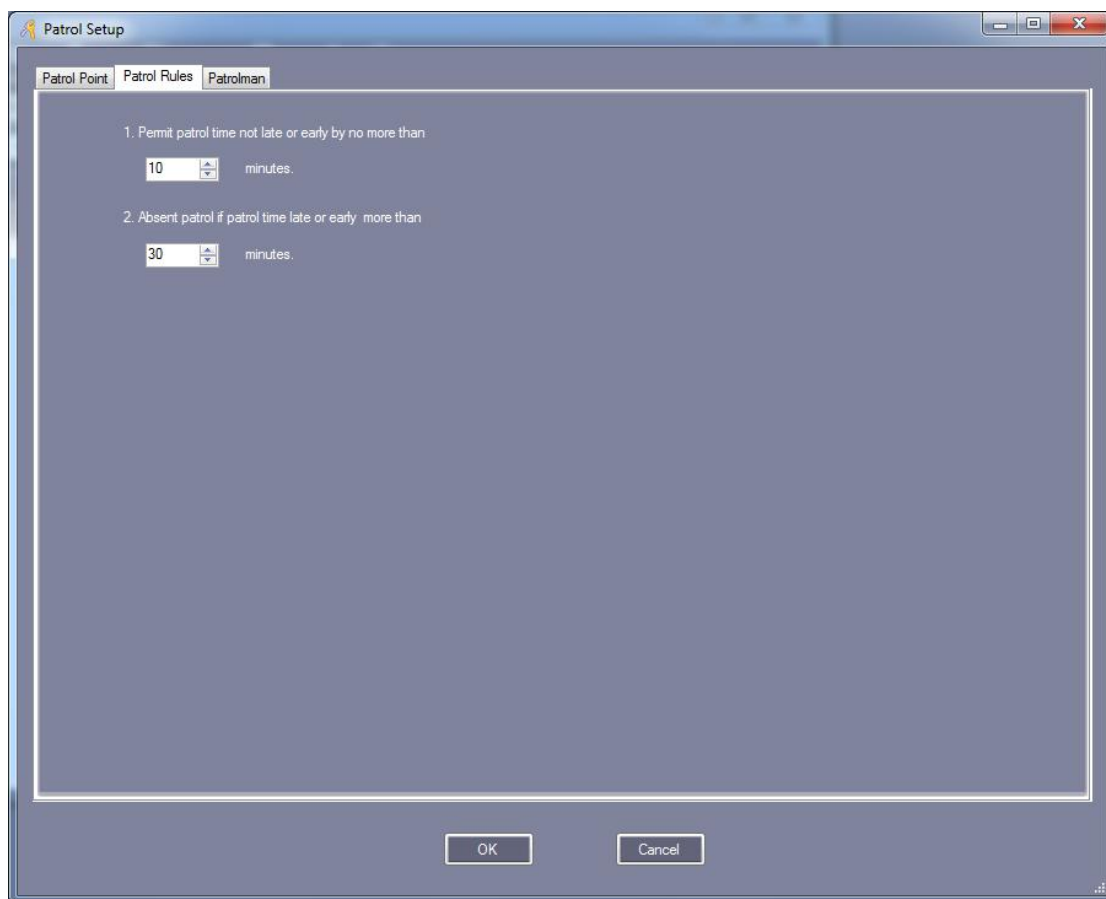 Patrol Setup
Patrol Point Patrol Rules Patrolman
1. Permit patrol time not late or early by no more than
10 minutes.
2. Absent patrol if patrol time late or early more than
30 minutes.
OK Cancel